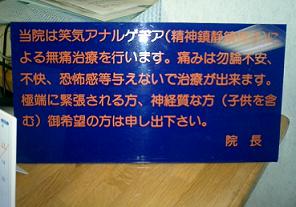 当院は笑気アナルゲジア(精神鎮静
による無痛治療を行います。痛みは勿論不安、
不快、恐怖感等与えないで治療が出来ます。
極端に緊張される方、神経質な方(子供を含
む)御希望の方は申し出下さい。
院 長